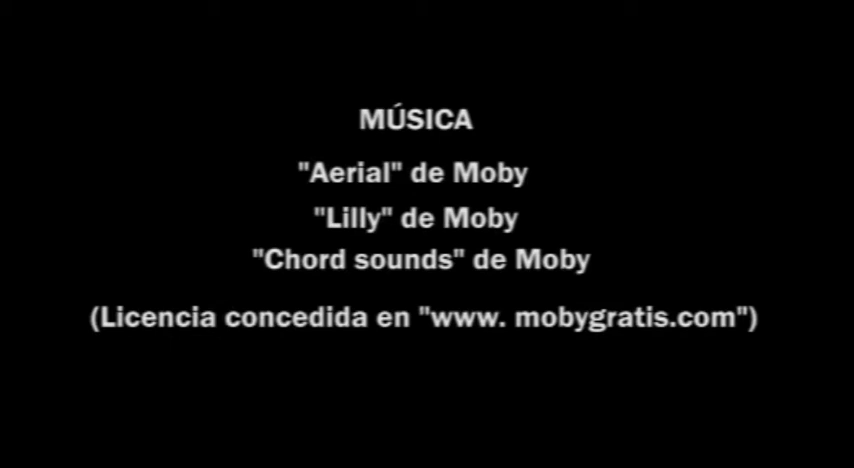 MÚSICA
"Aerial" de Moby
"Lilly" de Moby
"Chord sounds" de Moby
(Licencia concedida en "www. mobygratis.com")